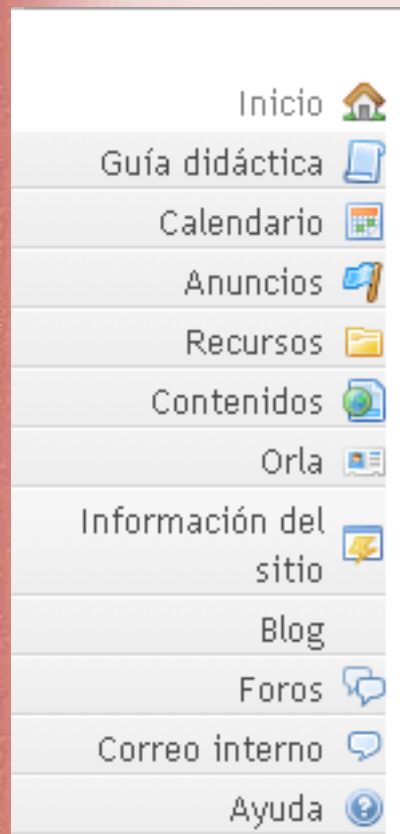 Inicio
Guía didáctica
Calendario
Anuncios
Recursos
Contenidos
Orla
Información del
sitio
Blog
Foros
Correo interno
Ayuda